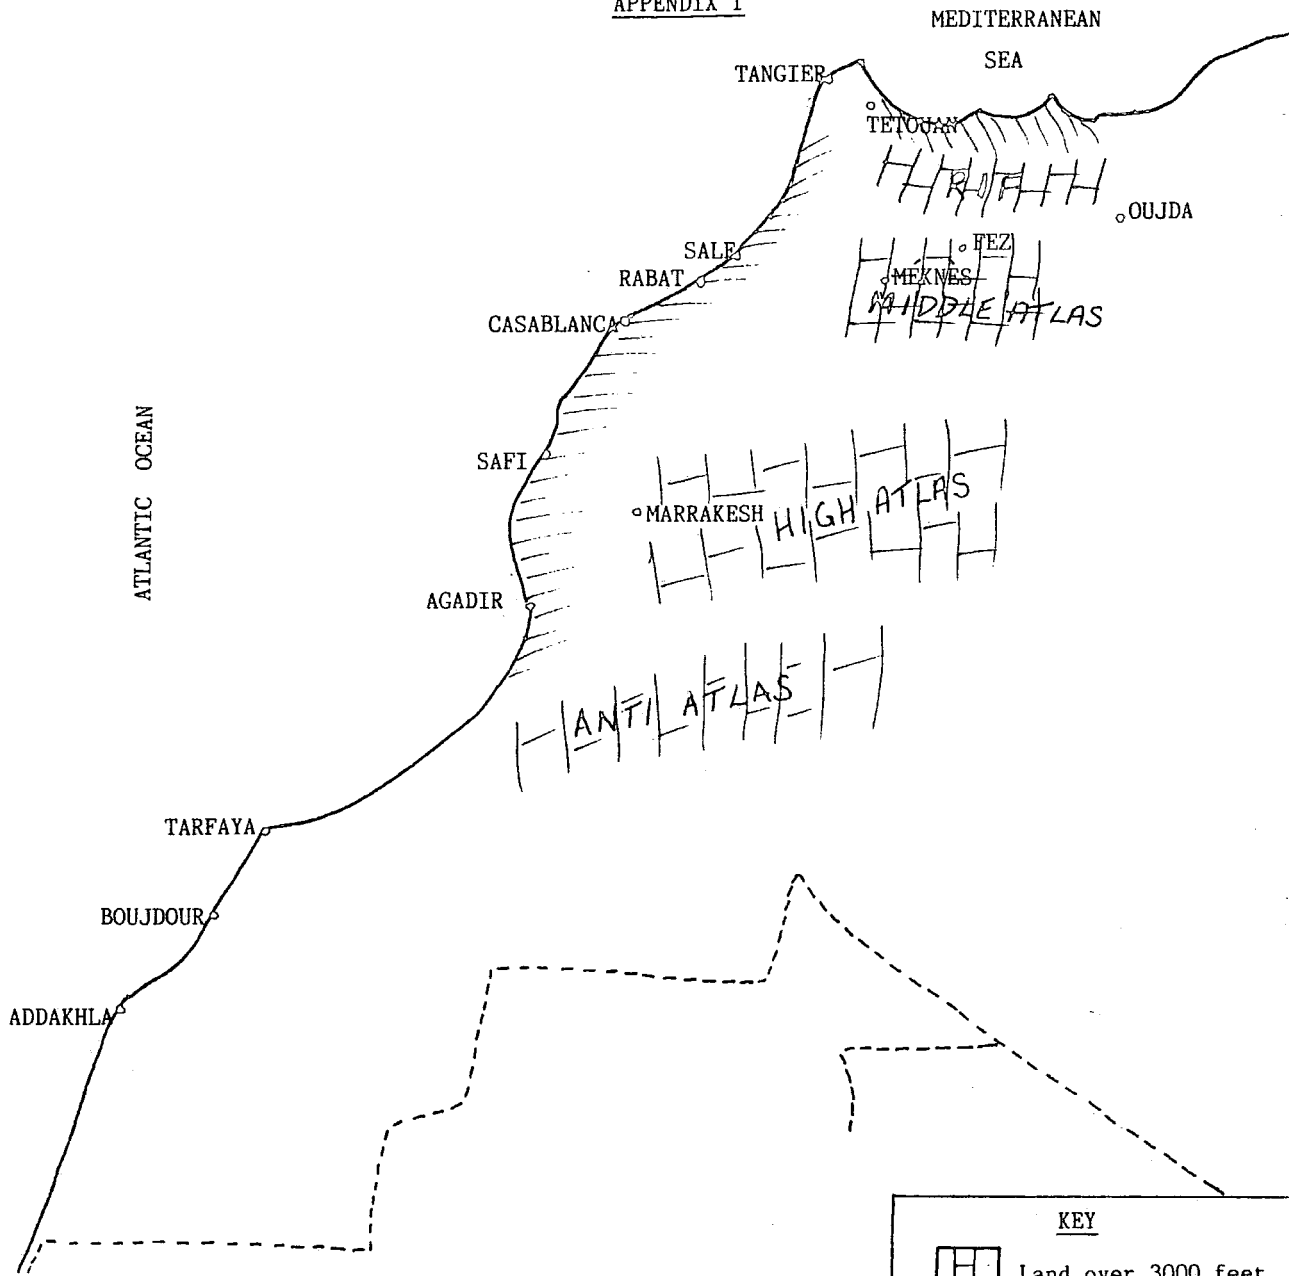 APPENDIX 1
MEDITERRANEAN
SEA
TANGIER
TETOUAN
RIF
OUJDA
SALE
FEZ
RABAT
MEKNES
MIDDLE ATLAS
CASABLANCA
ATLANTIC OCEAN
SAFI
MARRAKESH
HIGH ATLAS
AGADIR
ANTI ATLAS
TARFAYA
BOUJDOUR
ADDAKHLA
KEY
Land over 3000 feet